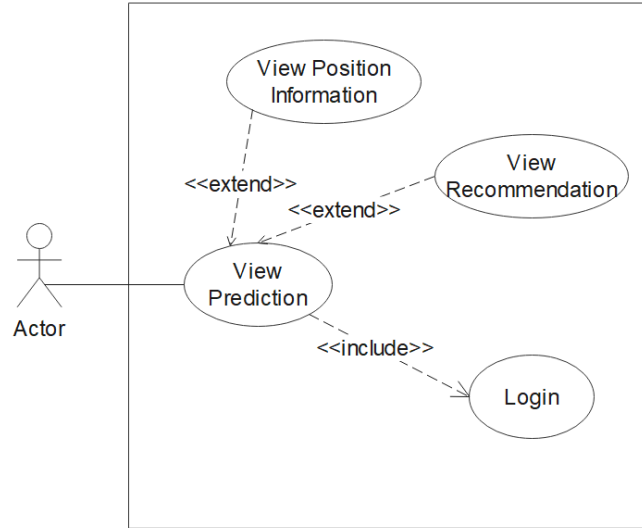 View Position
Information
View
Recommendation
<<extend>>
<<extend>>
View
Prediction
Actor
<<include>>
Login